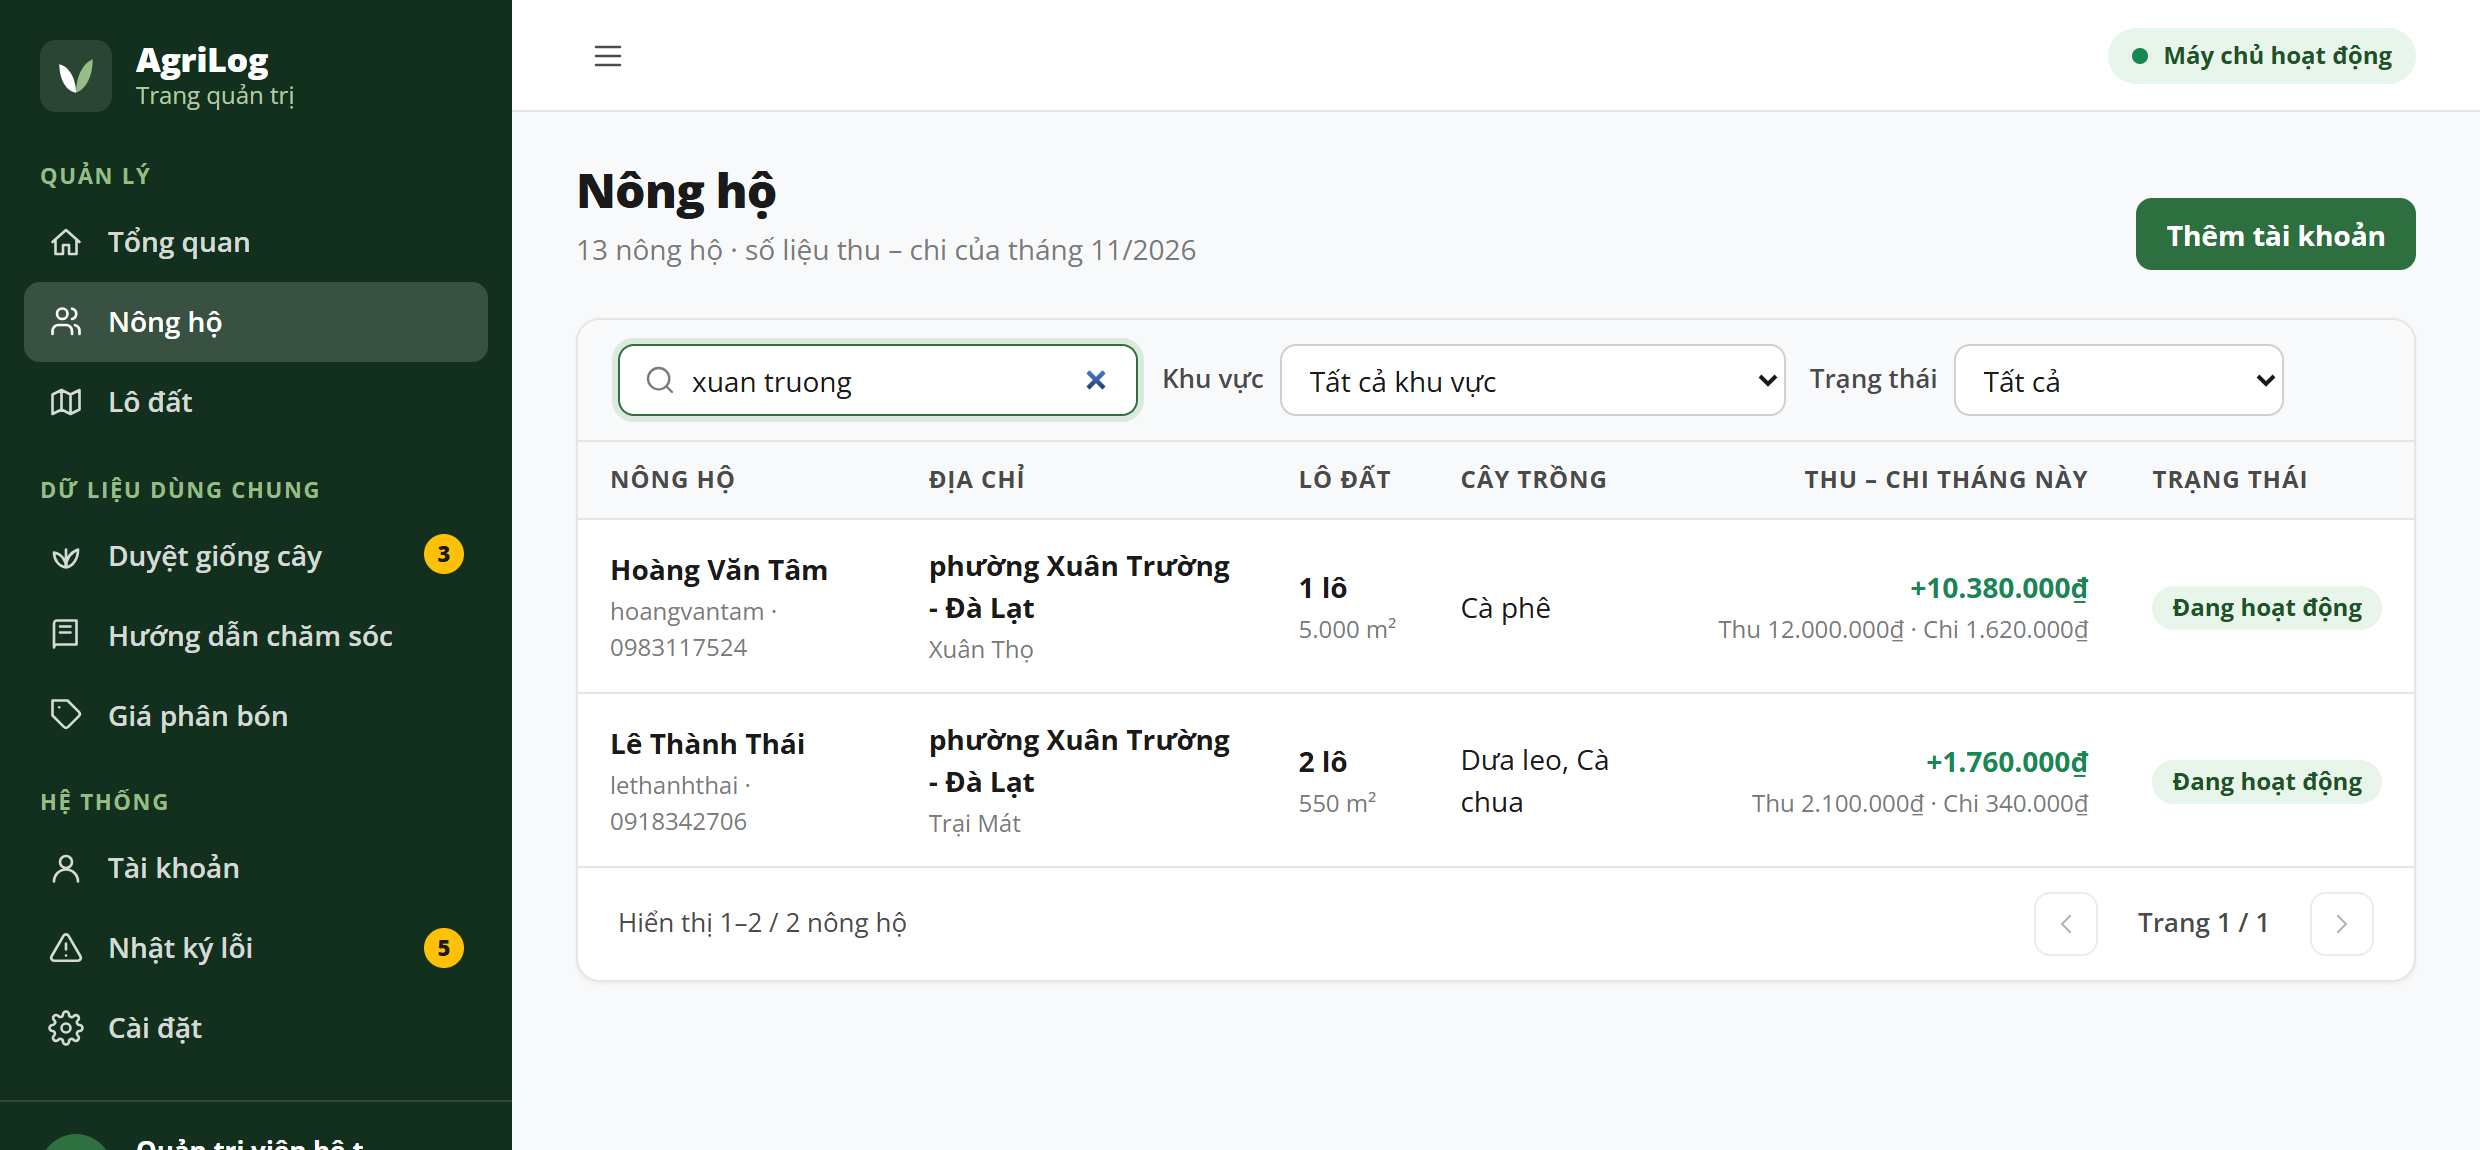 AgriLog
Trang quản trị
QUẢN LÝ
Tổng quan
Nông hộ
Lô đất
DỮ LIỆU DÙNG CHUNG
Duyệt giống cây
3
Hướng dẫn chăm sóc
Giá phân bón
HỆ THỐNG
Tài khoản
Nhật ký lỗi
5
Cài đặt
Máy chủ hoạt động
Nông hộ
13 nông hộ · số liệu thu – chi của tháng 11/2026
Thêm tài khoản
xuan truong
Khu vực
Tất cả khu vực
Trạng thái
Tất cả
NÔNG HỘ
ĐỊA CHỈ
LÔ ĐẤT
CÂY TRỒNG
THU – CHI THÁNG NÀY
TRẠNG THÁI
Hoàng Văn Tâm
hoangvantam ·
0983117524
phường Xuân Trường
- Đà Lạt
Xuân Thọ
1 lô
5.000 m²
Cà phê
+10.380.000₫
Thu 12.000.000₫ · Chi 1.620.000₫
Đang hoạt động
Lê Thành Thái
lethanhthai ·
0918342706
phường Xuân Trường
- Đà Lạt
Trại Mát
2 lô
550 m²
Dưa leo, Cà
chua
+1.760.000₫
Thu 2.100.000₫ · Chi 340.000₫
Đang hoạt động
Hiển thị 1–2 / 2 nông hộ
Trang 1 / 1